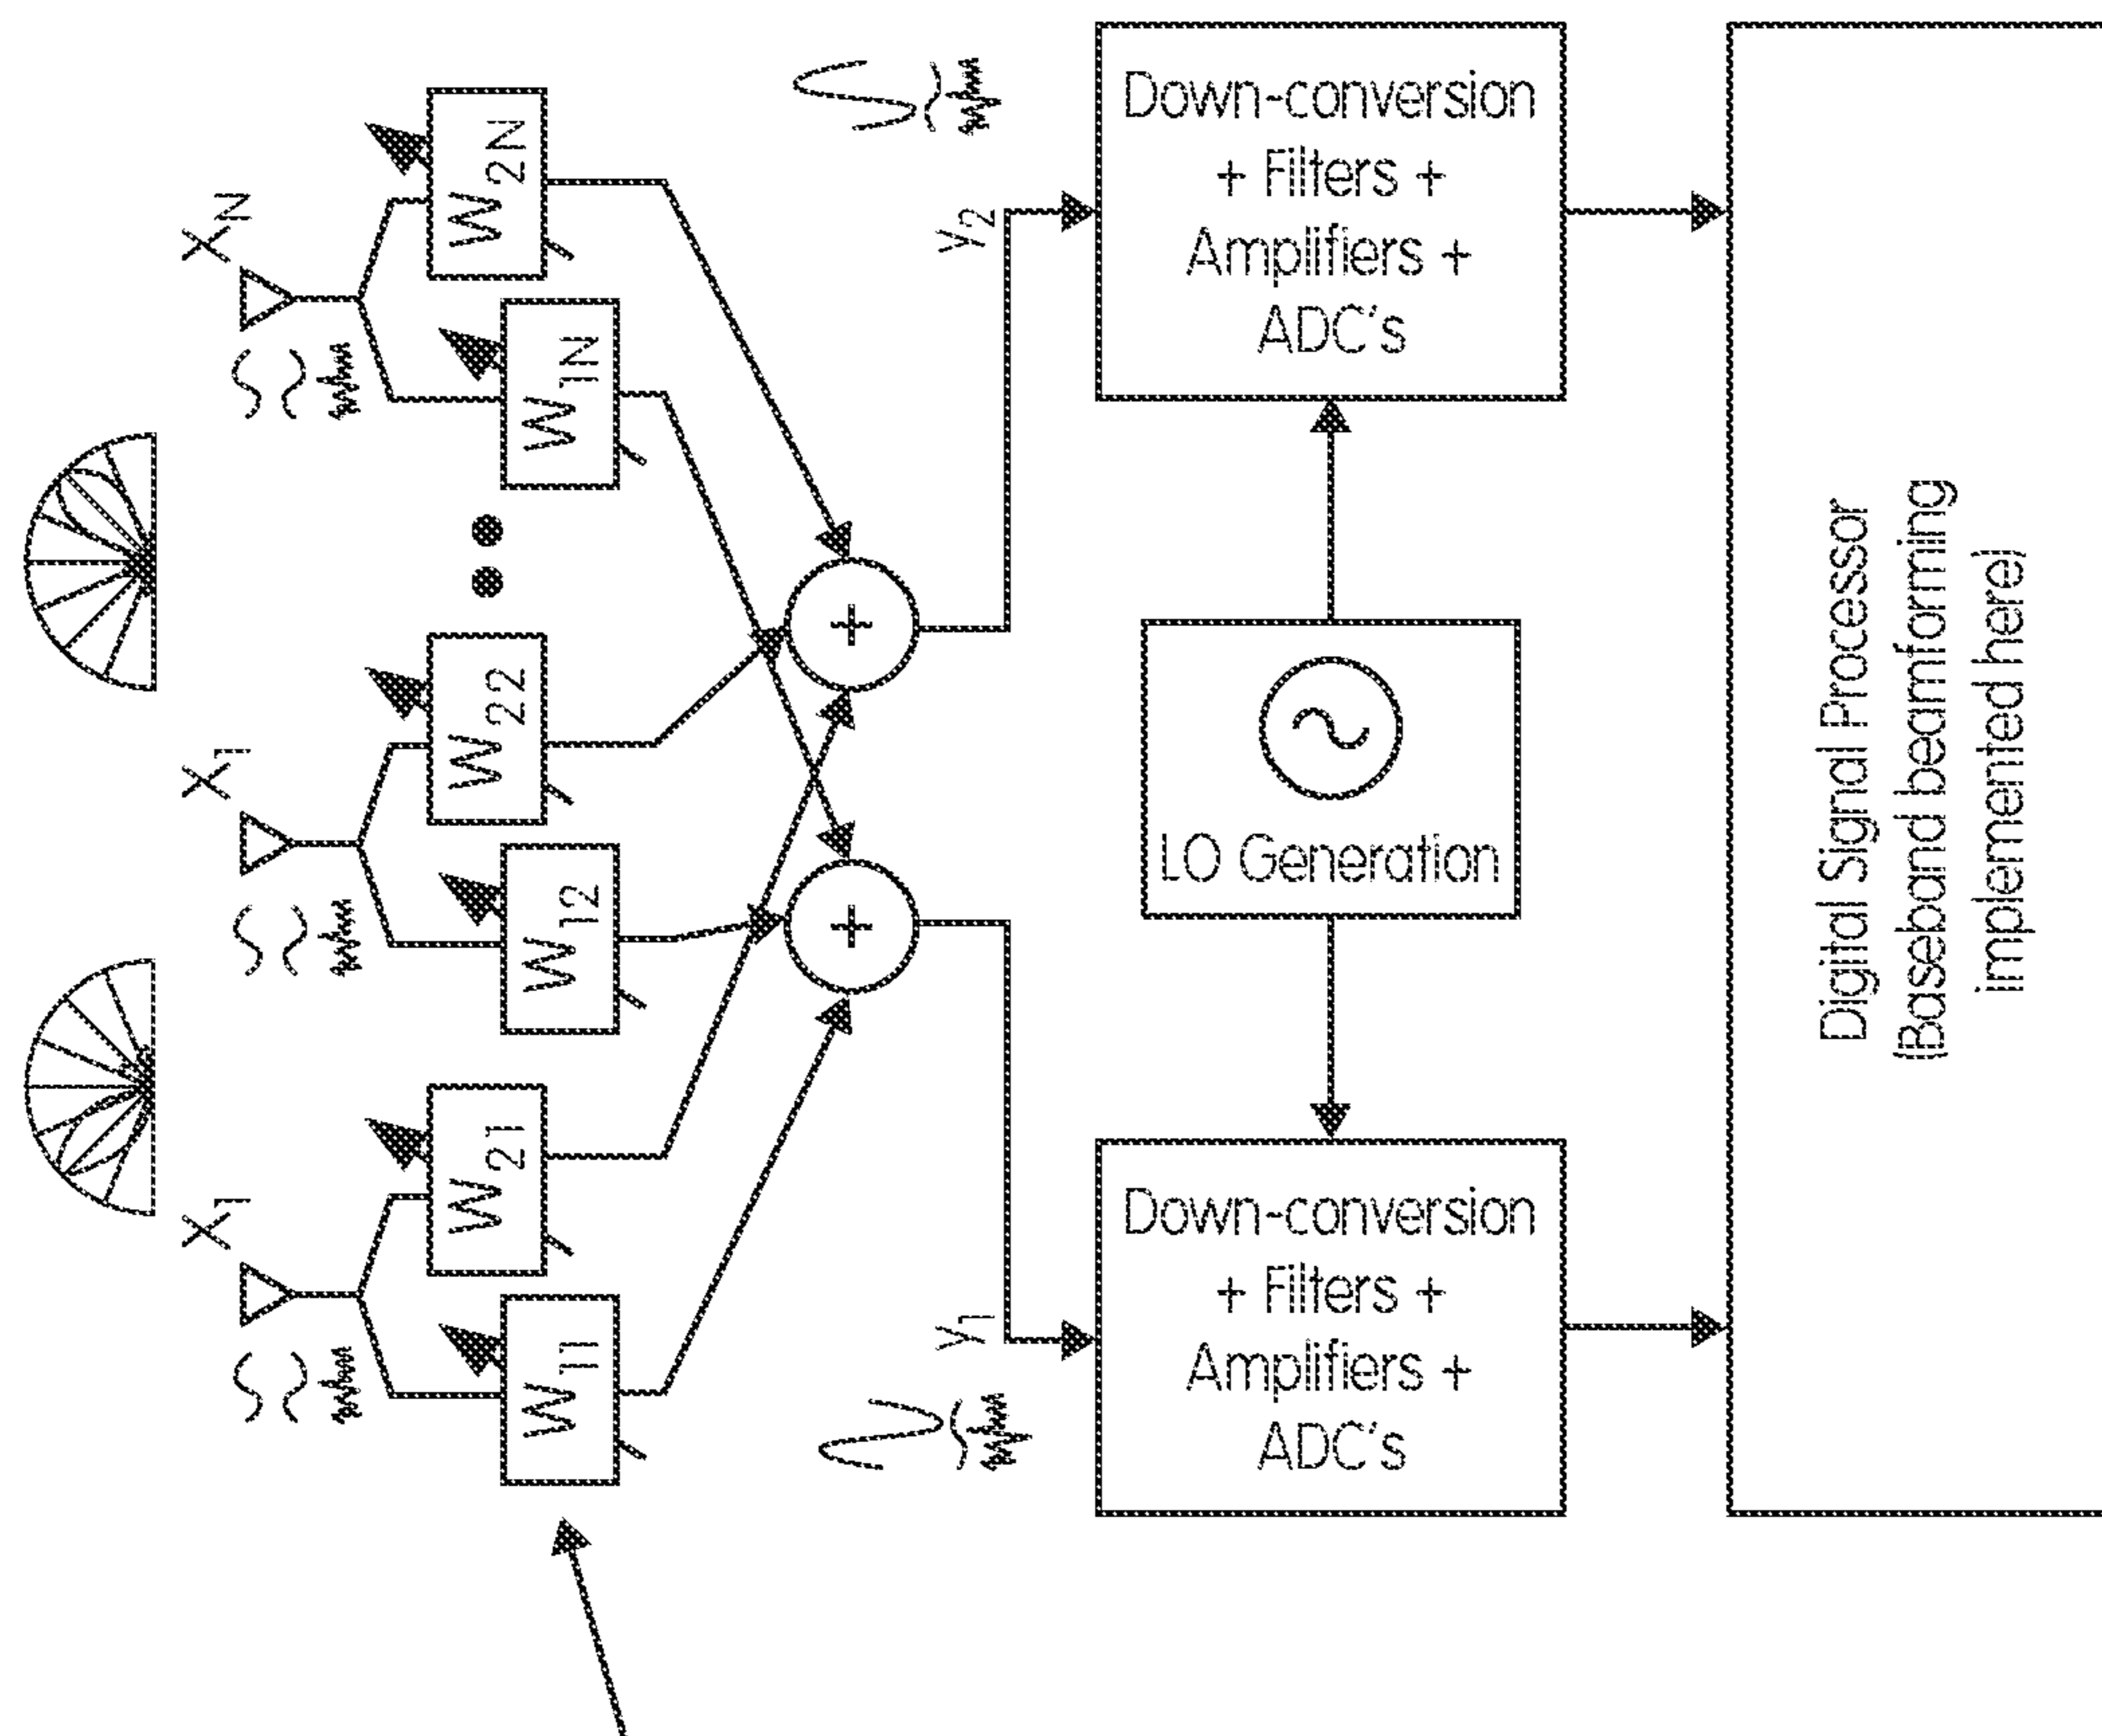 X1
X1
XN
W11
W21
W12
W22
W1N
W2N
+
+
y1
y2
Down-conversion
+ Filters +
Amplifiers +
ADC's
LO Generation
Down-conversion
+ Filters +
Amplifiers +
ADC's
Digital Signal Processor
(Baseband beamforming
implemented here)